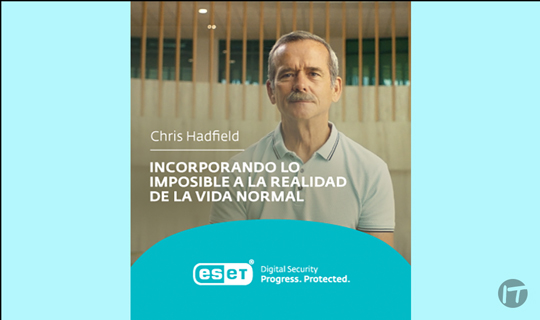 Chris Hadfield
INCORPORANDO LO
IMPOSIBLE A LA REALIDAD
DE LA VIDA NORMAL
eseT®
Digital Security
Progress. Protected.
IT